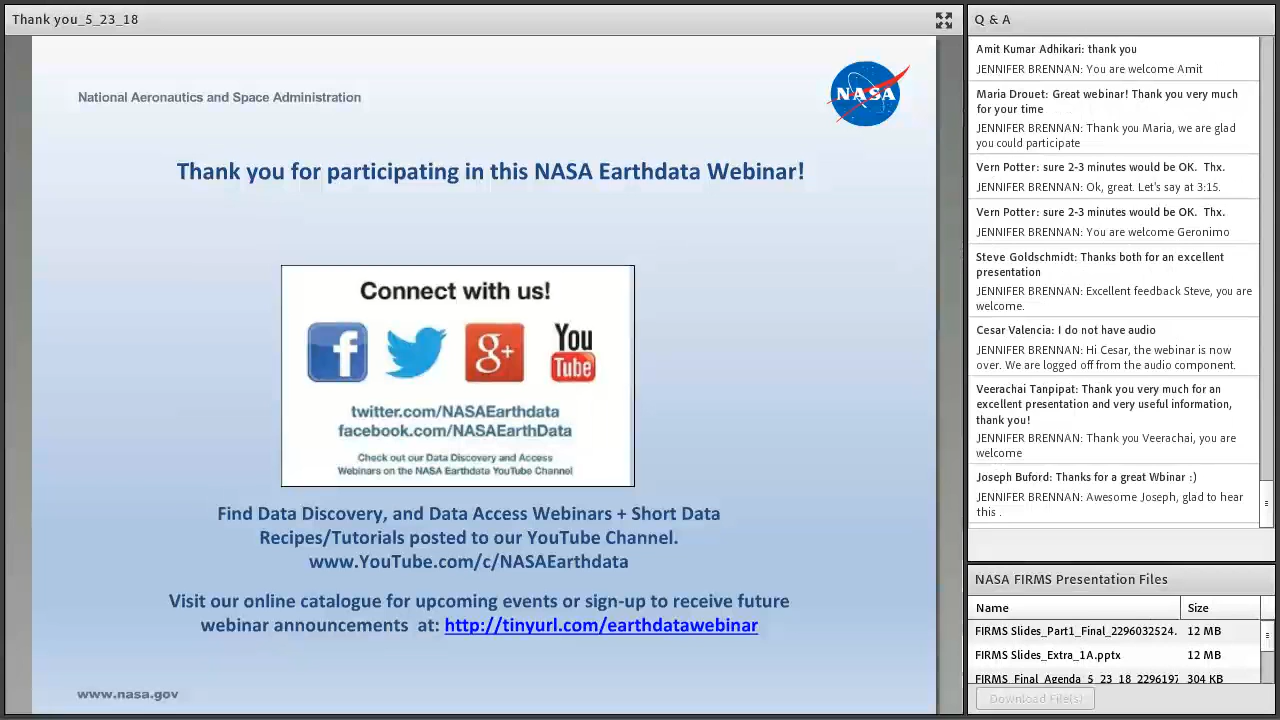 Thank you_5_23_18
National Aeronautics and Space Administration
NASA
Thank you for participating in this NASA Earthdata Webinar!
Connect with us!
f
g+
You
Tube
twitter.com/NASAEarthdata
facebook.com/NASAEarthData
Check out our Data Discovery and Access
Webinars on the NASA Earthdata YouTube Channel
Find Data Discovery, and Data Access Webinars + Short Data
Recipes/Tutorials posted to our YouTube Channel.
www.YouTube.com/c/NASAEarthdata
Visit our online catalogue for upcoming events or sign-up to receive future
webinar announcements at: http://tinyurl.com/earthdatawebinar
www.nasa.gov
Q & A
Amit Kumar Adhikari: thank you
JENNIFER BRENNAN: You are welcome Amit
Maria Drouet: Great webinar! Thank you very much
for your time
JENNIFER BRENNAN: Thank you Maria, we are glad
you could participate
Vern Potter: sure 2-3 minutes would be OK. Thx.
JENNIFER BRENNAN: Ok, great. Let's say at 3:15.
Vern Potter: sure 2-3 minutes would be OK. Thx.
JENNIFER BRENNAN: You are welcome Geronimo
Steve Goldschmidt: Thanks both for an excellent
presentation
JENNIFER BRENNAN: Excellent feedback Steve, you are
welcome.
Cesar Valencia: I do not have audio
JENNIFER BRENNAN: Hi Cesar, the webinar is now
over. We are logged off from the audio component.
Veerachai Tanpipat: Thank you very much for an
excellent presentation and very useful information,
thank you!
JENNIFER BRENNAN: Thank you Veerachai, you are
welcome
Joseph Buford: Thanks for a great Wbinar :)
JENNIFER BRENNAN: Awesome Joseph, glad to hear
this .
NASA FIRMS Presentation Files
Name Size
FIRMS Slides_Part1_Final_2296032524. 12 MB
FIRMS Slides_Extra_1A.pptx 12 MB
FIRMS_Final_Agenda_5_23_18_2296197 304 KB
Download File(s)